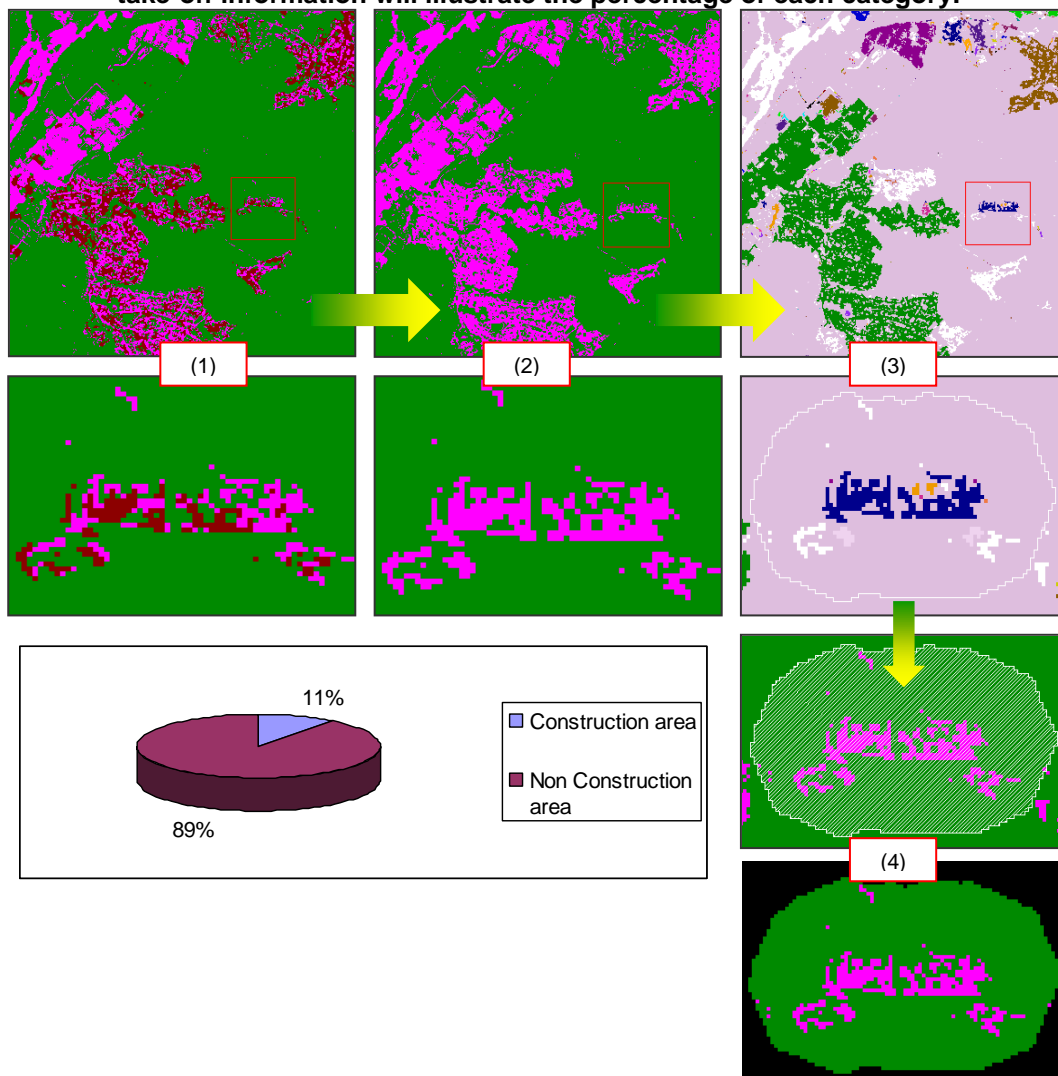 take-off information will illustrate the percentage of each category.
(1)
(2)
(3)
11%
Construction area
Non Construction
area
89%
(4)